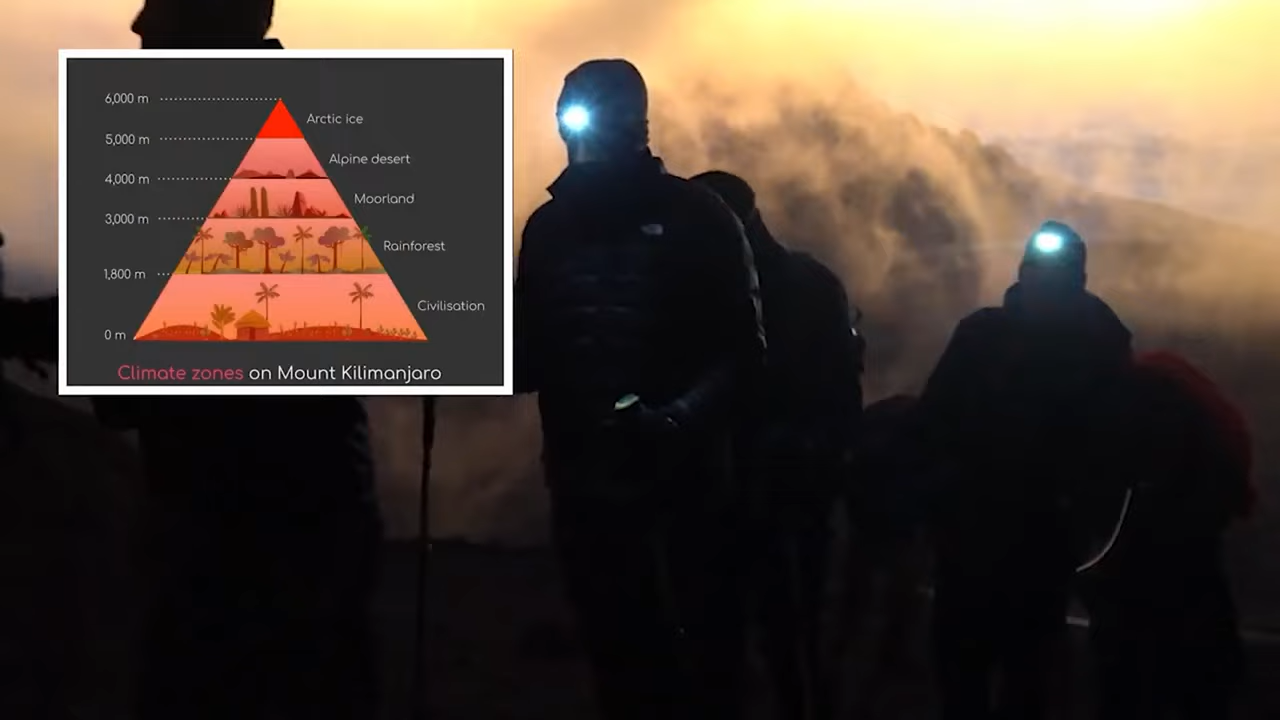 6,000 m
Arctic ice
5,000 m
Alpine desert
4,000 m
Moorland
3,000 m
Rainforest
1,800 m
Civilisation
0 m
Climate zones on Mount Kilimanjaro